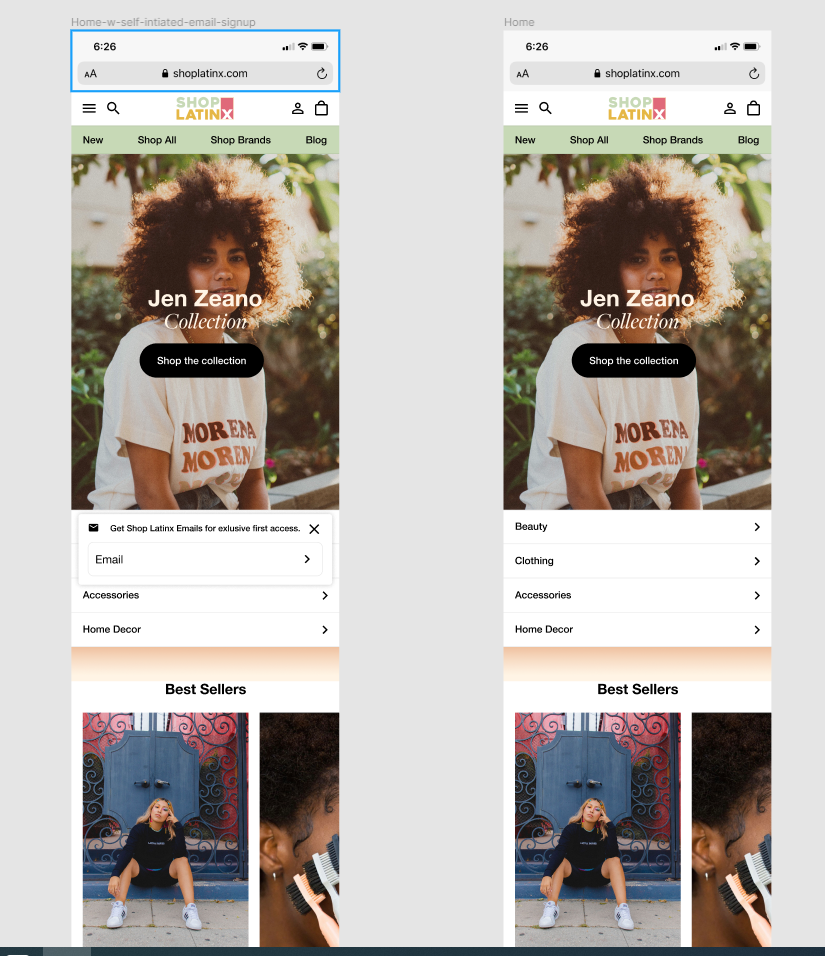 Home-w-self-intiated-email-signup
6:26
AA
shoplatinx.com
SHOP
LATINX
New Shop All Shop Brands Blog
Jen Zeano
Collection
Shop the collection
MORENA
MORENA
Get Shop Latinx Emails for exlusive first access.
Email
Accessories
Home Decor
Best Sellers
Home
6:26
AA
shoplatinx.com
SHOP
LATINX
New Shop All Shop Brands Blog
Jen Zeano
Collection
Shop the collection
MORENA
MORENA
Beauty
Clothing
Accessories
Home Decor
Best Sellers